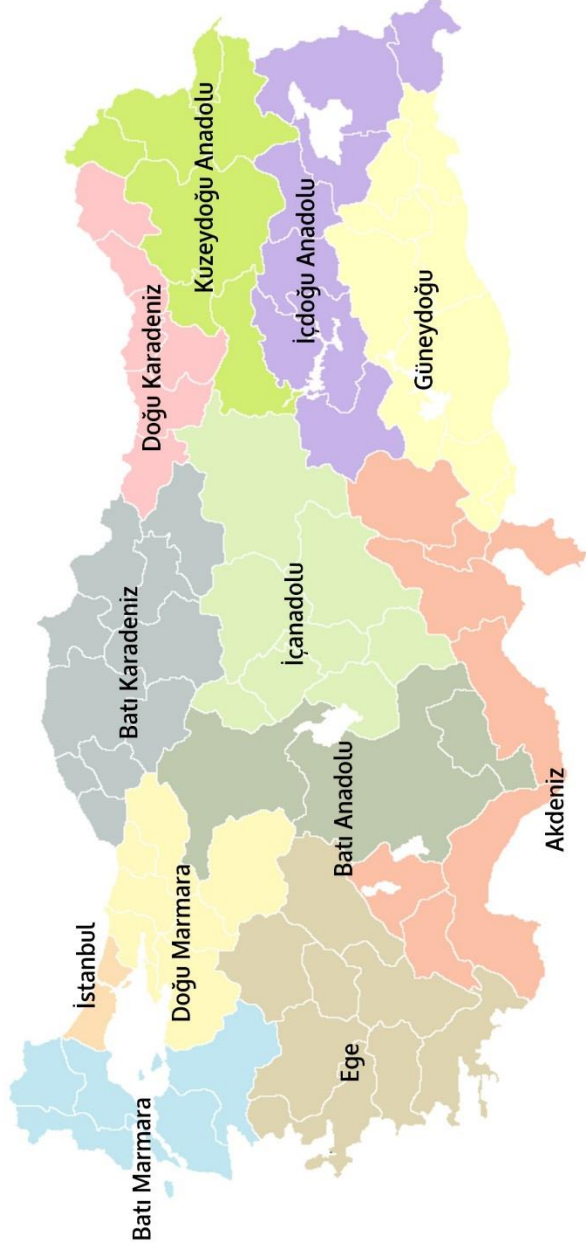 Batı Marmara
İstanbul
Doğu Marmara
Ege
Batı Karadeniz
Batı Anadolu
Akdeniz
İçanadolu
Doğu Karadeniz
Kuzeydoğu Anadolu
İçdoğu Anadolu
Güneydoğu